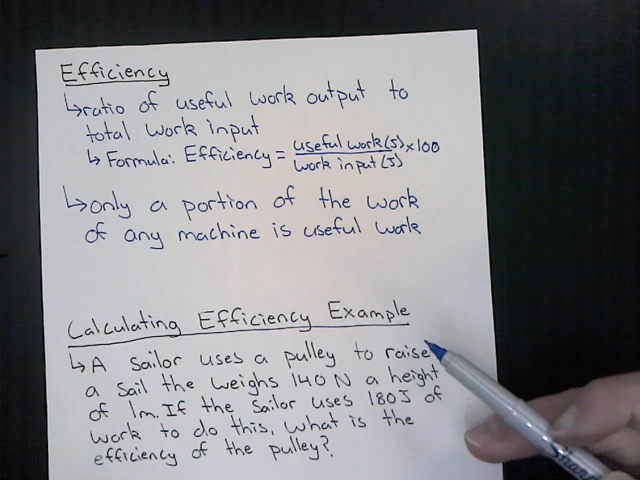 Efficiency
↳ratio of useful work output to
total work input
↳ Formula: Efficiency = useful work(J)/work input(J) ×100
↳only a portion of the work
of any machine is useful work
Calculating Efficiency Example
↳A sailor uses a pulley to raise
a sail the weighs 140N a height
of 1m. If the sailor uses 180J of
work to do this, what is the
efficiency of the pulley?
Sharpie